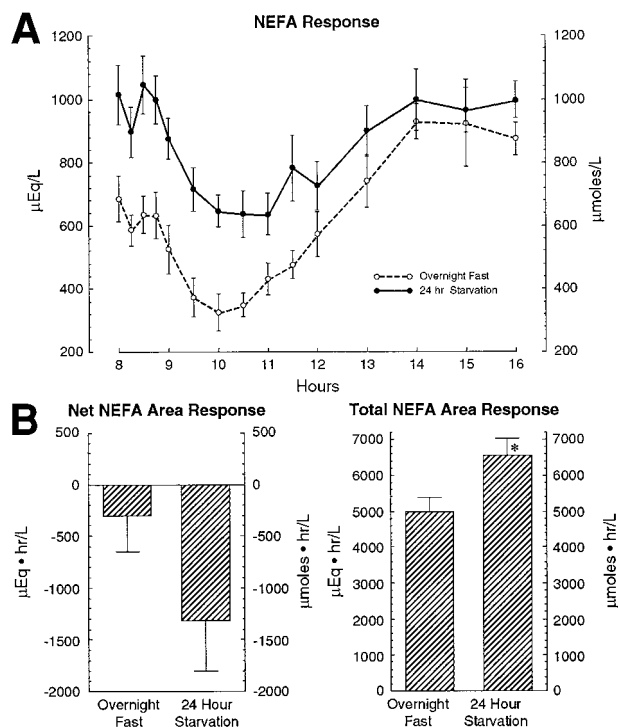 A
NEFA Response
1200
1000
800
600
400
200
µEq/L
1200
1000
800
600
400
200
µmoles/L
Overnight Fast
24 hr Starvation
8 9 10 11 12 13 14 15 16
Hours
B
Net NEFA Area Response
500
0
-500
-1000
-1500
-2000
µEq • hr/L
500
0
-500
-1000
-1500
-2000
µmoles • hr/L
Overnight
Fast
24 Hour
Starvation
Total NEFA Area Response
7000
6000
5000
4000
3000
2000
1000
0
µEq • hr/L
*
7000
6000
5000
4000
3000
2000
1000
0
µmoles • hr/L
Overnight
Fast
24 Hour
Starvation